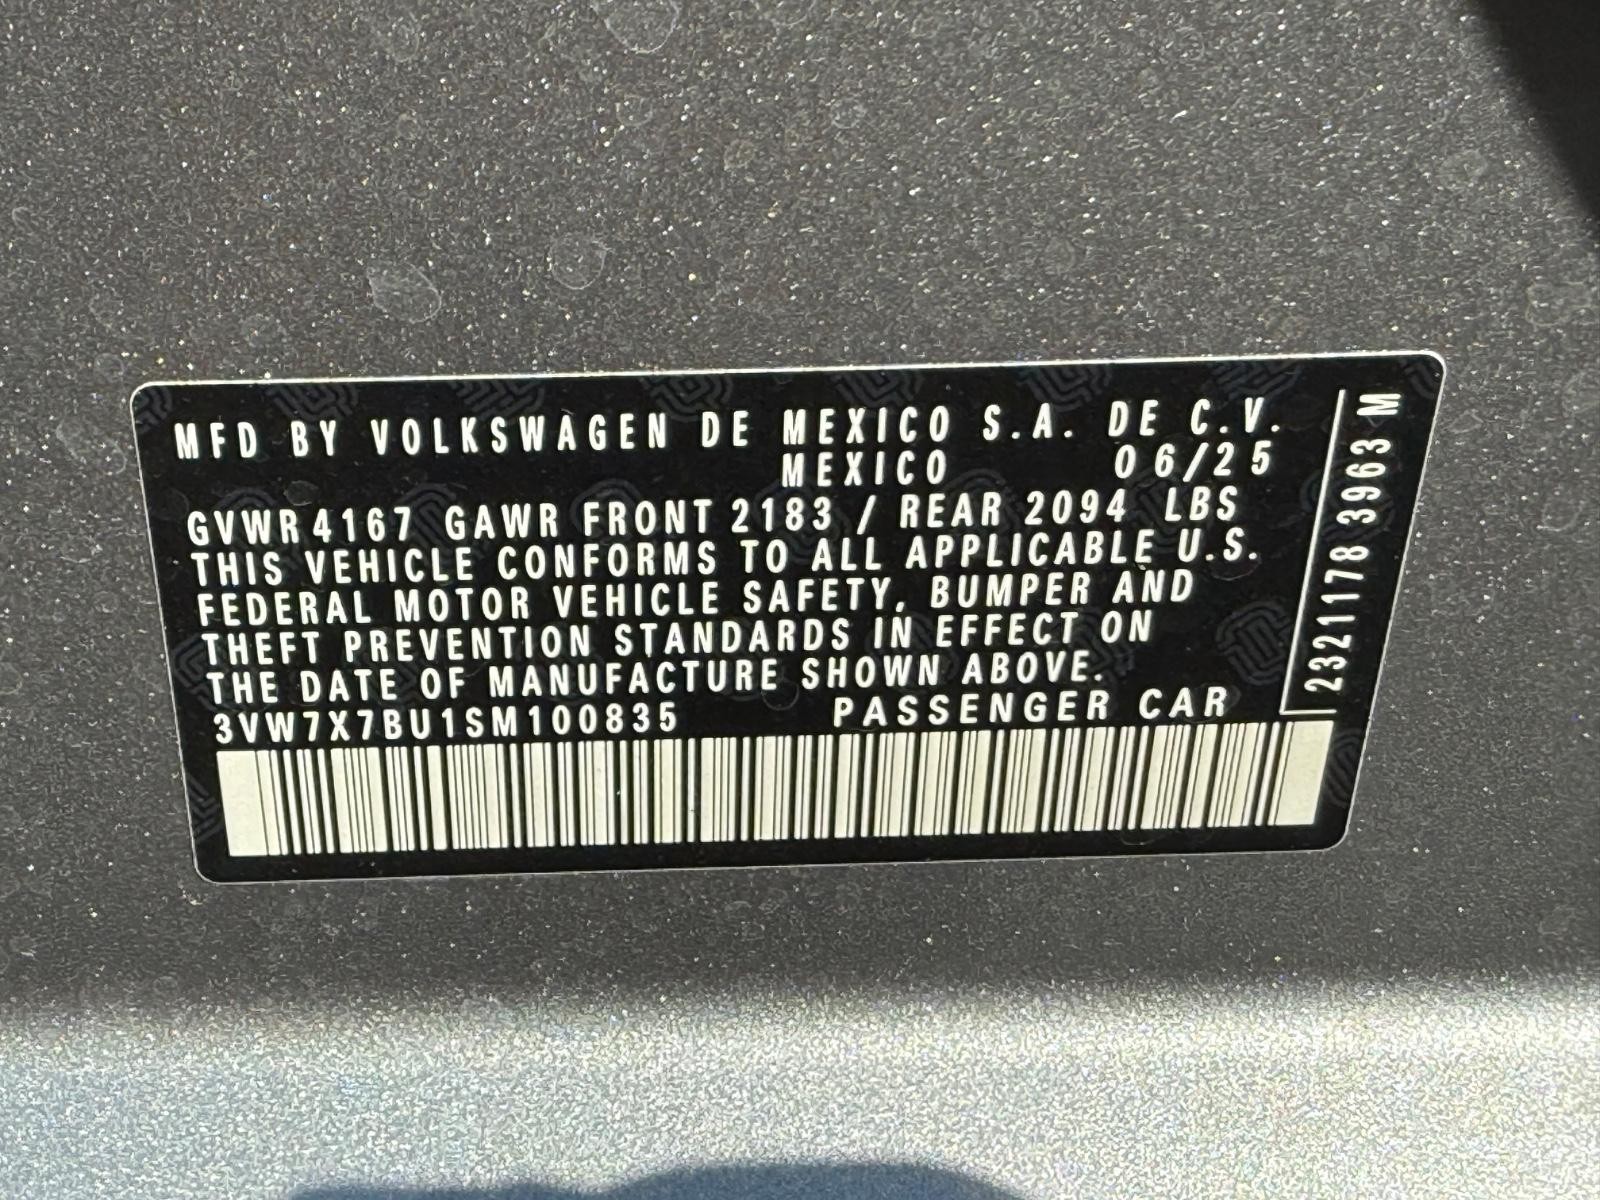 MFD BY VOLKSWAGEN DE MEXICO S.A. DE C.V.
MEXICO 06/25
GVWR 4167 GAWR FRONT 2183 / REAR 2094 LBS
THIS VEHICLE CONFORMS TO ALL APPLICABLE U.S.
FEDERAL MOTOR VEHICLE SAFETY, BUMPER AND
THEFT PREVENTION STANDARDS IN EFFECT ON
THE DATE OF MANUFACTURE SHOWN ABOVE.
3VW7X7BU1SM100835 PASSENGER CAR
2321178 3963 M